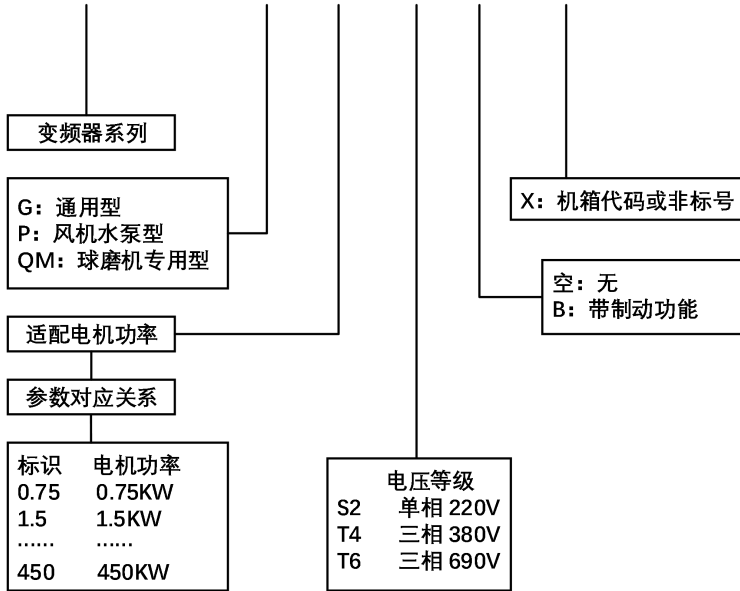 变频器系列
G：通用型
P：风机水泵型
QM：球磨机专用型
X：机箱代码或非标号
空：无
B：带制动功能
适配电机功率
参数对应关系
标识 电机功率
0.75 0.75KW
1.5 1.5KW
...... ......
450 450KW
电压等级
S2 单相 220V
T4 三相 380V
T6 三相 690V